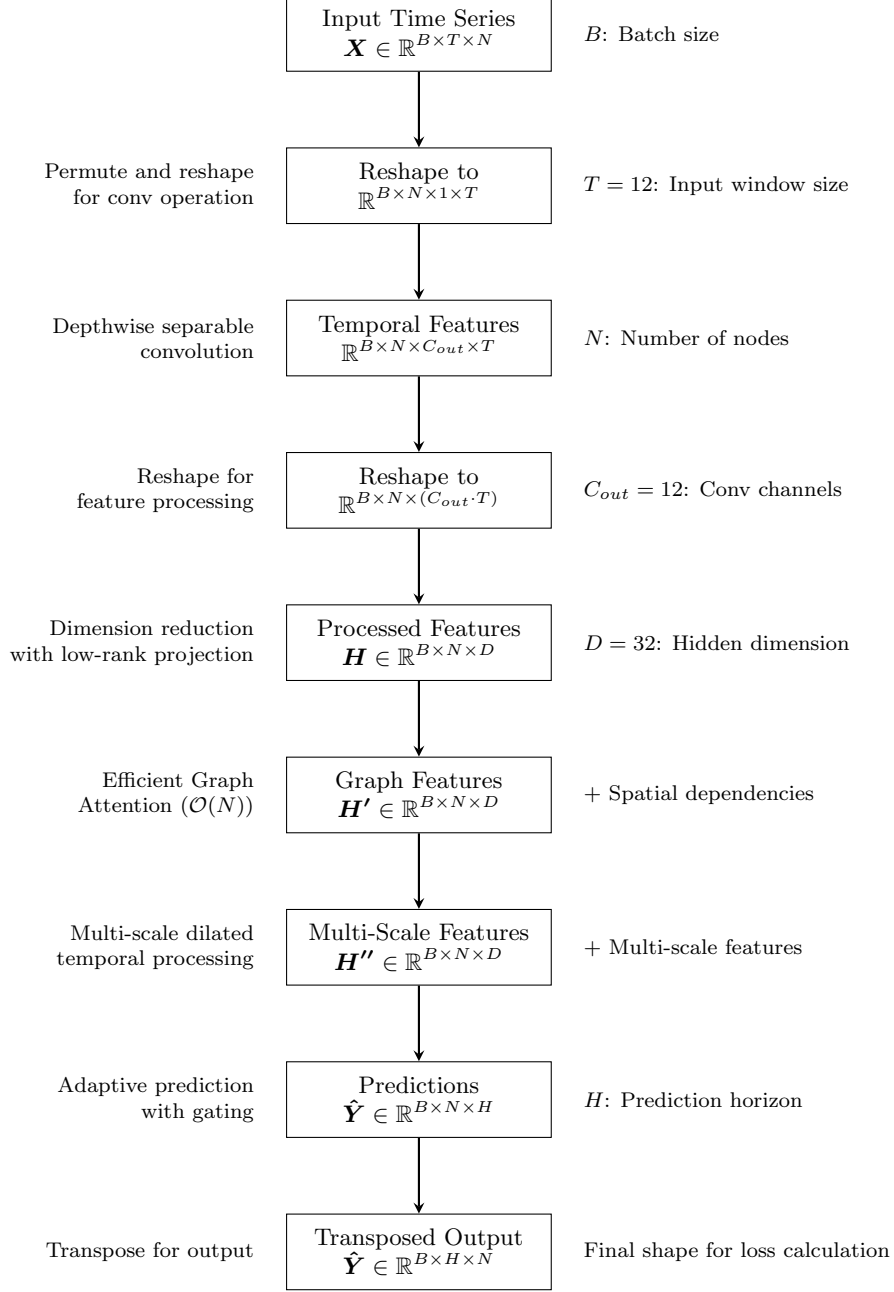 Input Time Series
𝑿 ∈ ℝ^{B×T×N}
B: Batch size
Permute and reshape
for conv operation
Reshape to
ℝ^{B×N×1×T}
T = 12: Input window size
Depthwise separable
convolution
Temporal Features
ℝ^{B×N×C_{out}×T}
N: Number of nodes
Reshape for
feature processing
Reshape to
ℝ^{B×N×(C_{out}·T)}
C_{out} = 12: Conv channels
Dimension reduction
with low-rank projection
Processed Features
𝑯 ∈ ℝ^{B×N×D}
D = 32: Hidden dimension
Efficient Graph
Attention (𝒪(N))
Graph Features
𝑯′ ∈ ℝ^{B×N×D}
+ Spatial dependencies
Multi-scale dilated
temporal processing
Multi-Scale Features
𝑯″ ∈ ℝ^{B×N×D}
+ Multi-scale features
Adaptive prediction
with gating
Predictions
𝒀̂ ∈ ℝ^{B×N×H}
H: Prediction horizon
Transpose for output
Transposed Output
𝒀̂ ∈ ℝ^{B×H×N}
Final shape for loss calculation